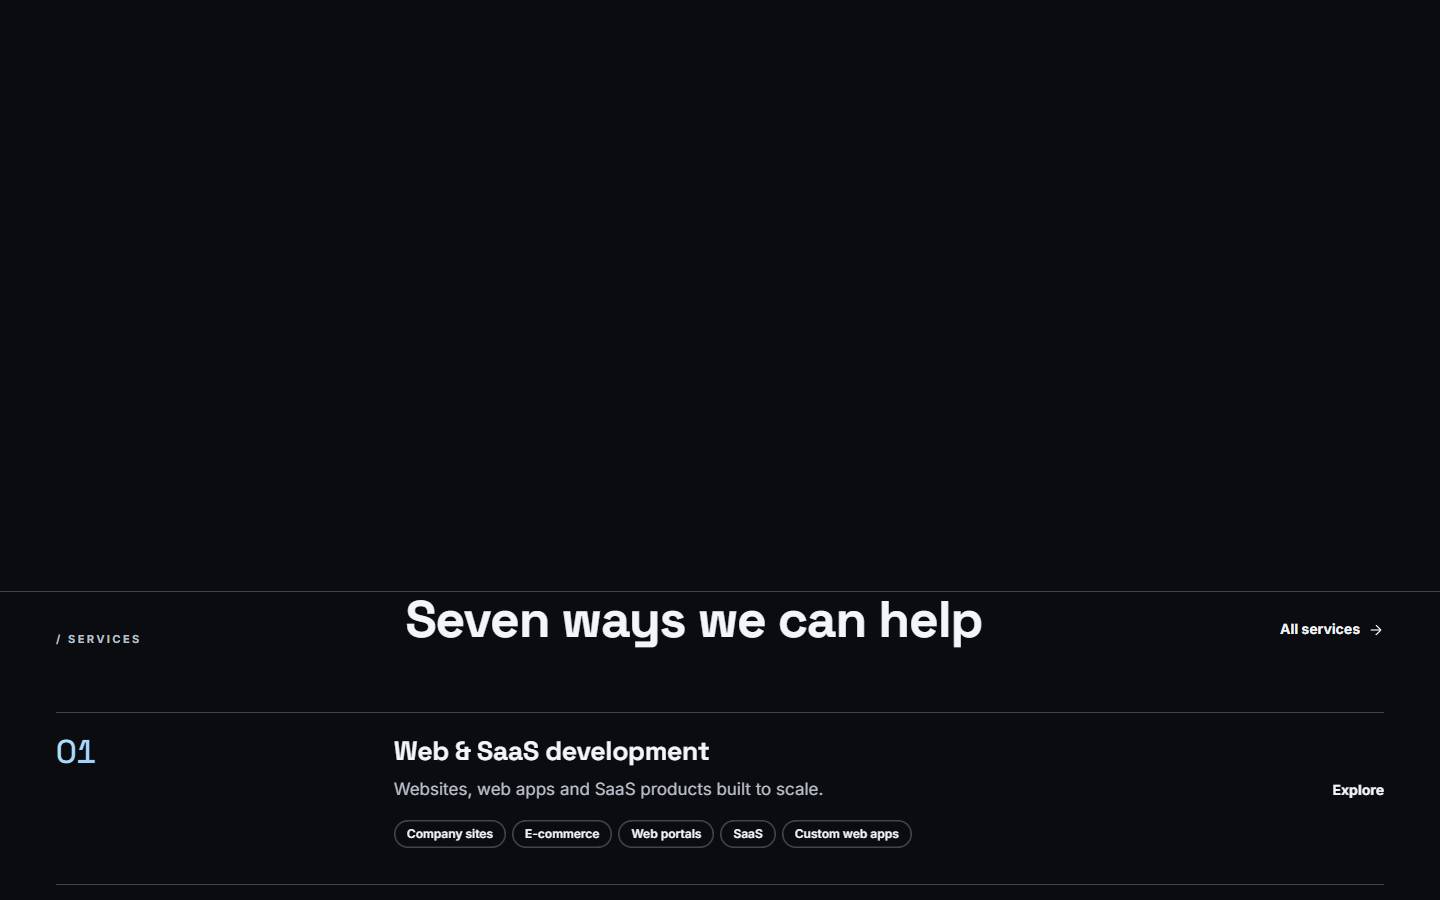 / SERVICES
Seven ways we can help
All services →
01
Web & SaaS development
Websites, web apps and SaaS products built to scale.
Explore
Company sites
E-commerce
Web portals
SaaS
Custom web apps